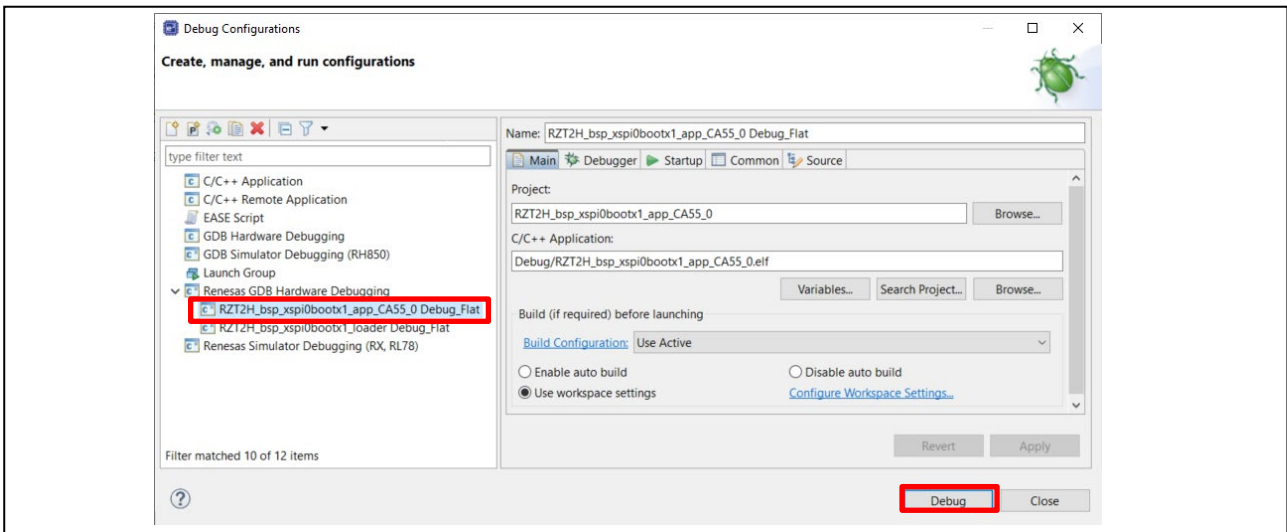 Debug Configurations
Create, manage, and run configurations
type filter text
C/C++ Application
C/C++ Remote Application
EASE Script
GDB Hardware Debugging
GDB Simulator Debugging (RH850)
Launch Group
Renesas GDB Hardware Debugging
RZT2H_bsp_xspi0bootx1_app_CA55_0 Debug_Flat
RZT2H_bsp_xspi0bootx1_loader Debug_Flat
Renesas Simulator Debugging (RX, RL78)
Filter matched 10 of 12 items
Name: RZT2H_bsp_xspi0bootx1_app_CA55_0 Debug_Flat
Main Debugger Startup Common Source
Project:
RZT2H_bsp_xspi0bootx1_app_CA55_0 Browse...
C/C++ Application:
Debug/RZT2H_bsp_xspi0bootx1_app_CA55_0.elf
Variables... Search Project... Browse...
Build (if required) before launching
Build Configuration: Use Active
Enable auto build Disable auto build
Use workspace settings Configure Workspace Settings...
Revert Apply
Debug Close